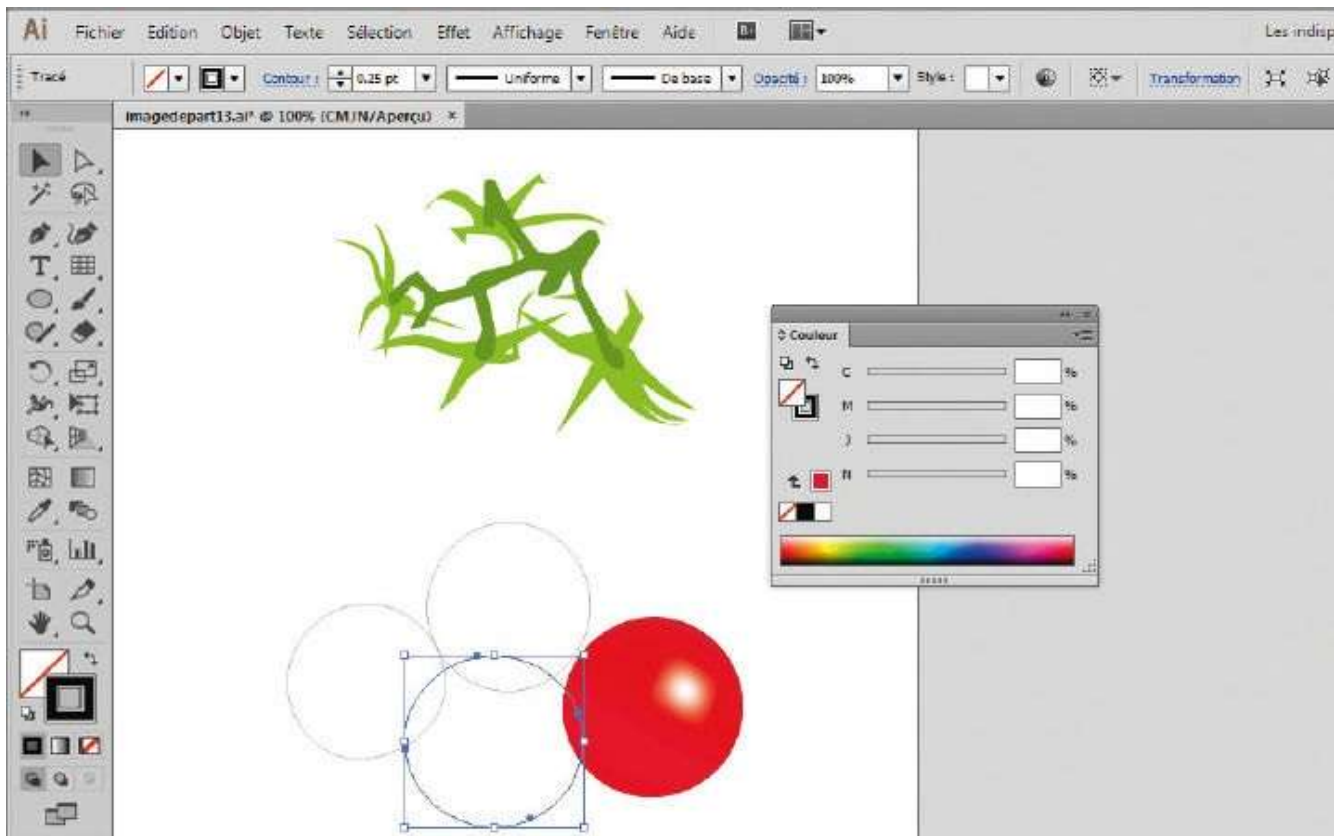 Ai Fichier Edition Objet Texte Sélection Effet Affichage Fenêtre Aide Br Les indisp
Tracé Contour : 0,25 pt Uniforme De base Opacité : 100% Style : Transformation
imagedepart13.ai* @ 100% (CMJN/Aperçu) ×
T
Couleur
C %
M %
J %
N %